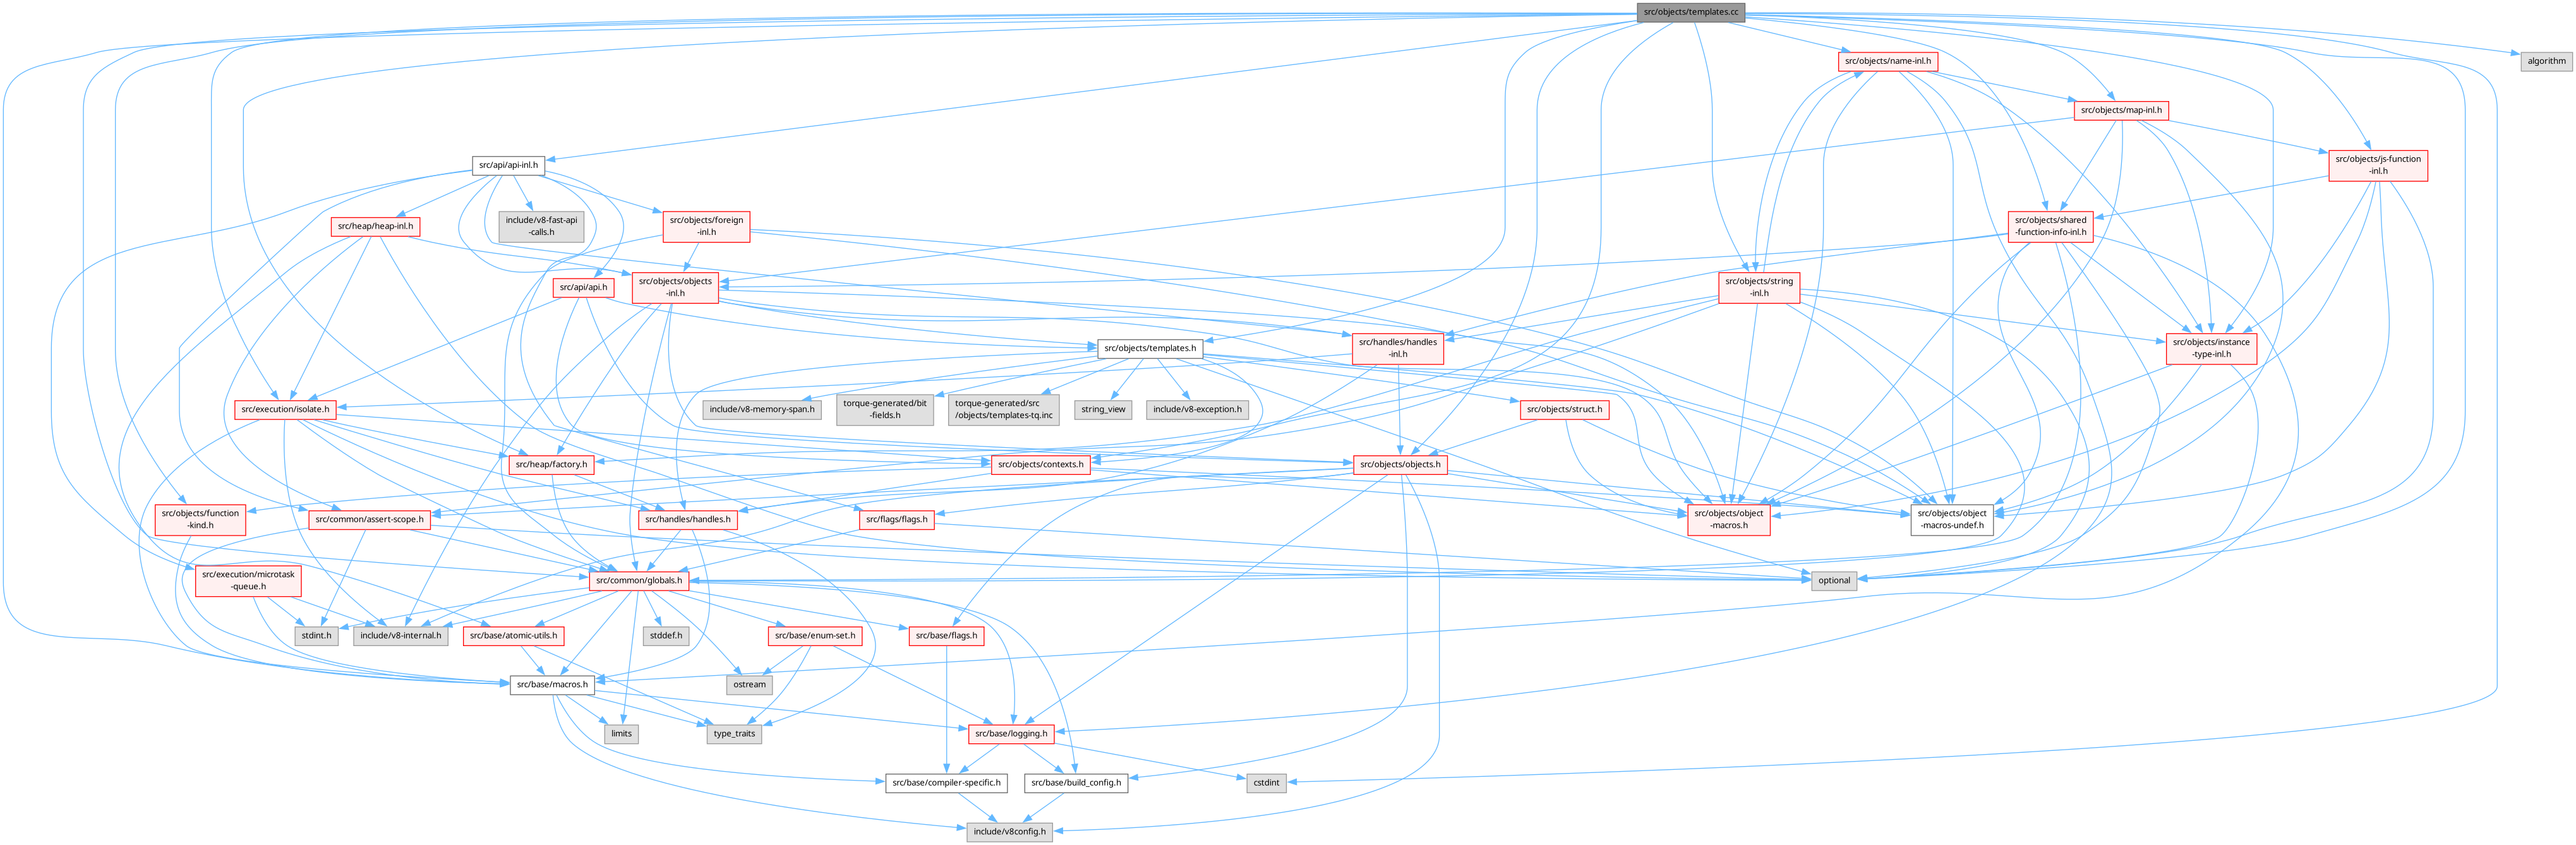 src/objects/templates.cc
src/objects/name-inl.h
algorithm
src/objects/map-inl.h
src/api/api-inl.h
src/objects/js-function
-inl.h
src/heap/heap-inl.h
include/v8-fast-api
-calls.h
src/objects/foreign
-inl.h
src/objects/shared
-function-info-inl.h
src/api/api.h
src/objects/objects
-inl.h
src/objects/string
-inl.h
src/objects/templates.h
src/handles/handles
-inl.h
src/objects/instance
-type-inl.h
src/execution/isolate.h
include/v8-memory-span.h
torque-generated/bit
-fields.h
torque-generated/src
/objects/templates-tq.inc
string_view
include/v8-exception.h
src/objects/struct.h
src/heap/factory.h
src/objects/contexts.h
src/objects/objects.h
src/objects/function
-kind.h
src/common/assert-scope.h
src/handles/handles.h
src/flags/flags.h
src/objects/object
-macros.h
src/objects/object
-macros-undef.h
src/execution/microtask
-queue.h
src/common/globals.h
optional
stdint.h
include/v8-internal.h
src/base/atomic-utils.h
stddef.h
src/base/enum-set.h
src/base/flags.h
src/base/macros.h
ostream
limits
type_traits
src/base/logging.h
src/base/compiler-specific.h
src/base/build_config.h
cstdint
include/v8config.h